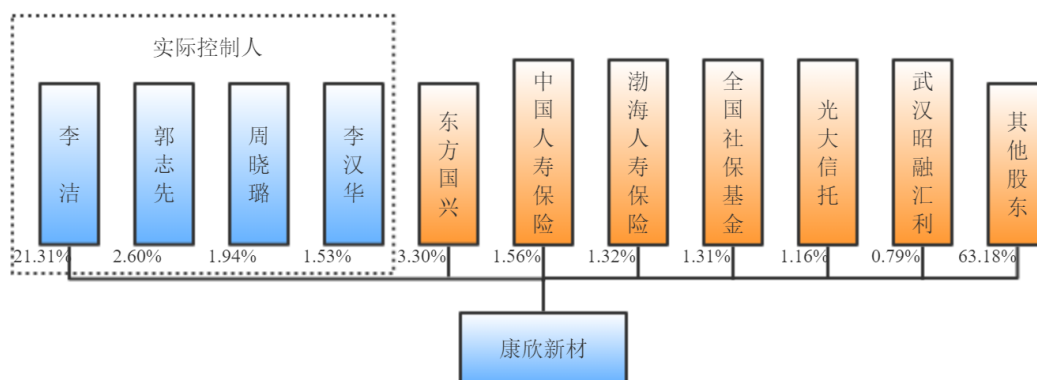 实际控制人
李洁
郭志先
周晓璐
李汉华
东方国兴
中国人寿保险
渤海人寿保险
全国社保基金
光大信托
武汉昭融汇利
其他股东
21.31%
2.60%
1.94%
1.53%
3.30%
1.56%
1.32%
1.31%
1.16%
0.79%
63.18%
康欣新材